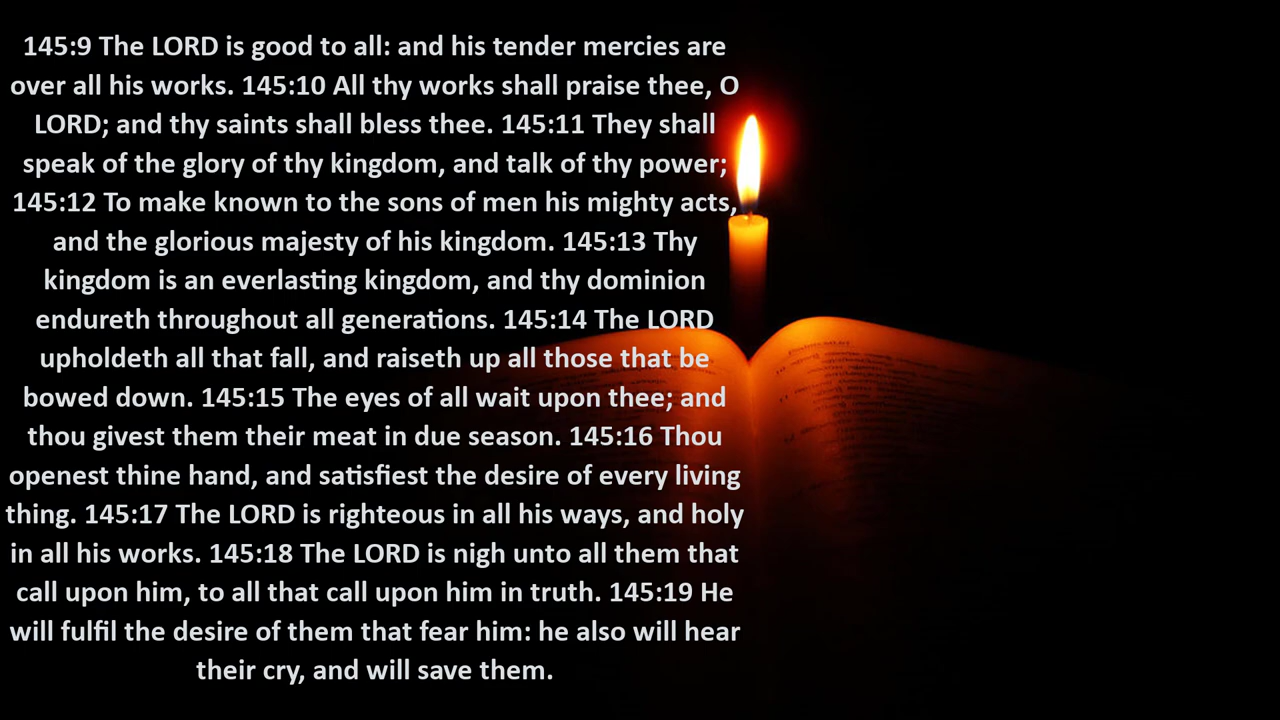 145:9 The LORD is good to all: and his tender mercies are
over all his works. 145:10 All thy works shall praise thee, O
LORD; and thy saints shall bless thee. 145:11 They shall
speak of the glory of thy kingdom, and talk of thy power;
145:12 To make known to the sons of men his mighty acts,
and the glorious majesty of his kingdom. 145:13 Thy
kingdom is an everlasting kingdom, and thy dominion
endureth throughout all generations. 145:14 The LORD
upholdeth all that fall, and raiseth up all those that be
bowed down. 145:15 The eyes of all wait upon thee; and
thou givest them their meat in due season. 145:16 Thou
openest thine hand, and satisfiest the desire of every living
thing. 145:17 The LORD is righteous in all his ways, and holy
in all his works. 145:18 The LORD is nigh unto all them that
call upon him, to all that call upon him in truth. 145:19 He
will fulfil the desire of them that fear him: he also will hear
their cry, and will save them.